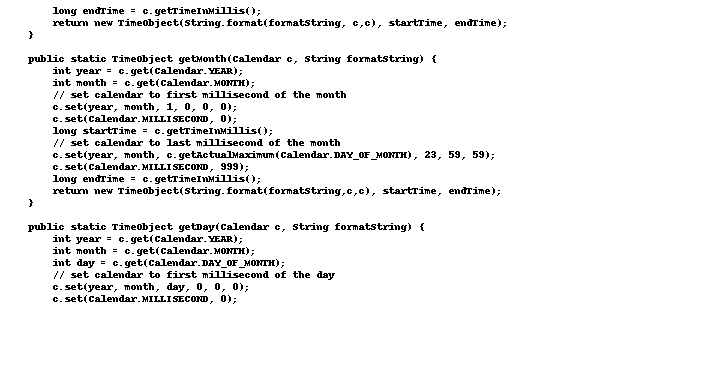 long endTime = c.getTimeInMillis();
return new TimeObject(String.format(formatString, c,c), startTime, endTime);
}
public static TimeObject getMonth(Calendar c, String formatString) {
int year = c.get(Calendar.YEAR);
int month = c.get(Calendar.MONTH);
// set calendar to first millisecond of the month
c.set(year, month, 1, 0, 0, 0);
c.set(Calendar.MILLISECOND, 0);
long startTime = c.getTimeInMillis();
// set calendar to last millisecond of the month
c.set(year, month, c.getActualMaximum(Calendar.DAY_OF_MONTH), 23, 59, 59);
c.set(Calendar.MILLISECOND, 999);
long endTime = c.getTimeInMillis();
return new TimeObject(String.format(formatString,c,c), startTime, endTime);
}
public static TimeObject getDay(Calendar c, String formatString) {
int year = c.get(Calendar.YEAR);
int month = c.get(Calendar.MONTH);
int day = c.get(Calendar.DAY_OF_MONTH);
// set calendar to first millisecond of the day
c.set(year, month, day, 0, 0, 0);
c.set(Calendar.MILLISECOND, 0);